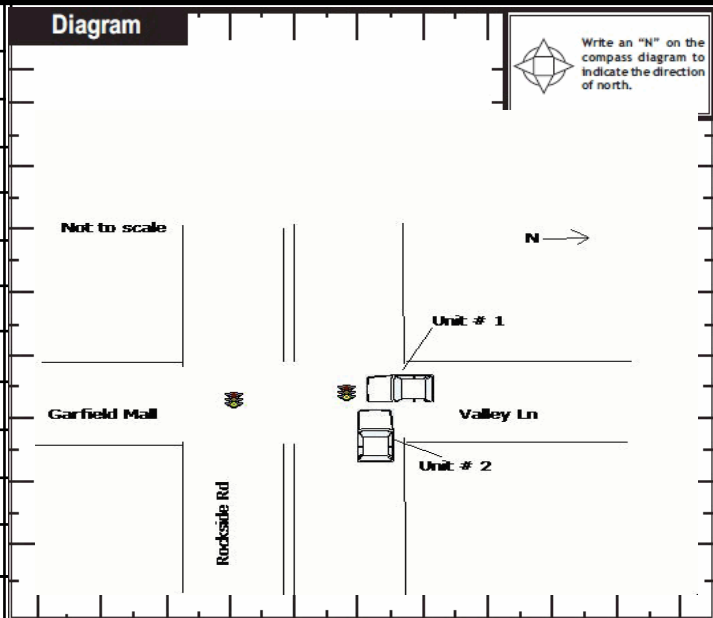 Diagram
Write an “N” on the
compass diagram to
indicate the direction
of north.
Not to scale
N
Unit # 1
Garfield Mall
Valley Ln
Unit # 2
Rockside Rd